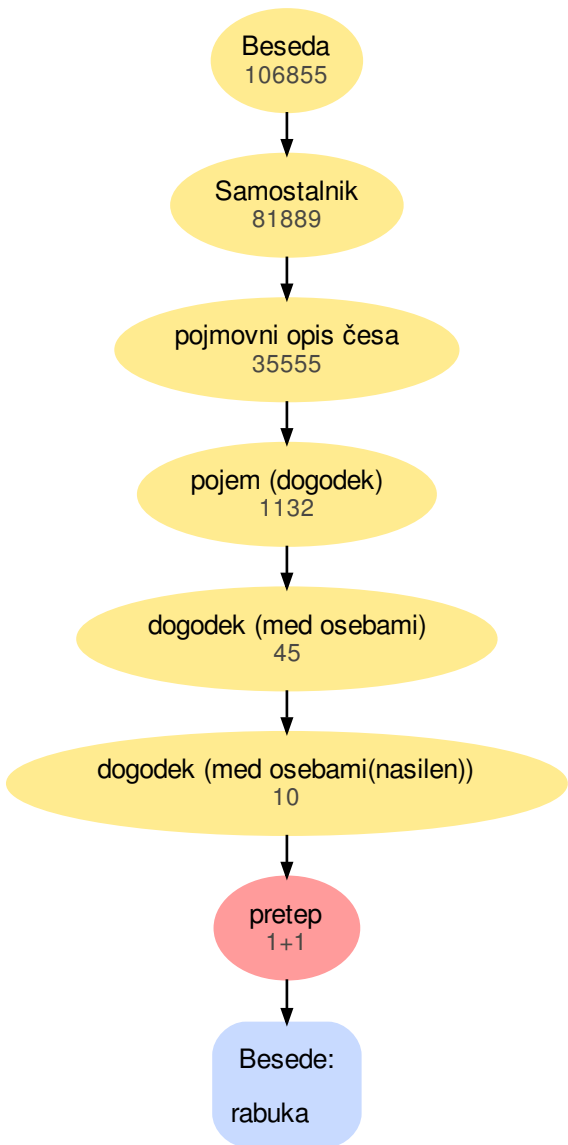 Beseda
106855
Samostalnik
81889
pojmovni opis česa
35555
pojem (dogodek)
1132
dogodek (med osebami)
45
dogodek (med osebami(nasilen))
10
pretep
1+1
Besede:
rabuka